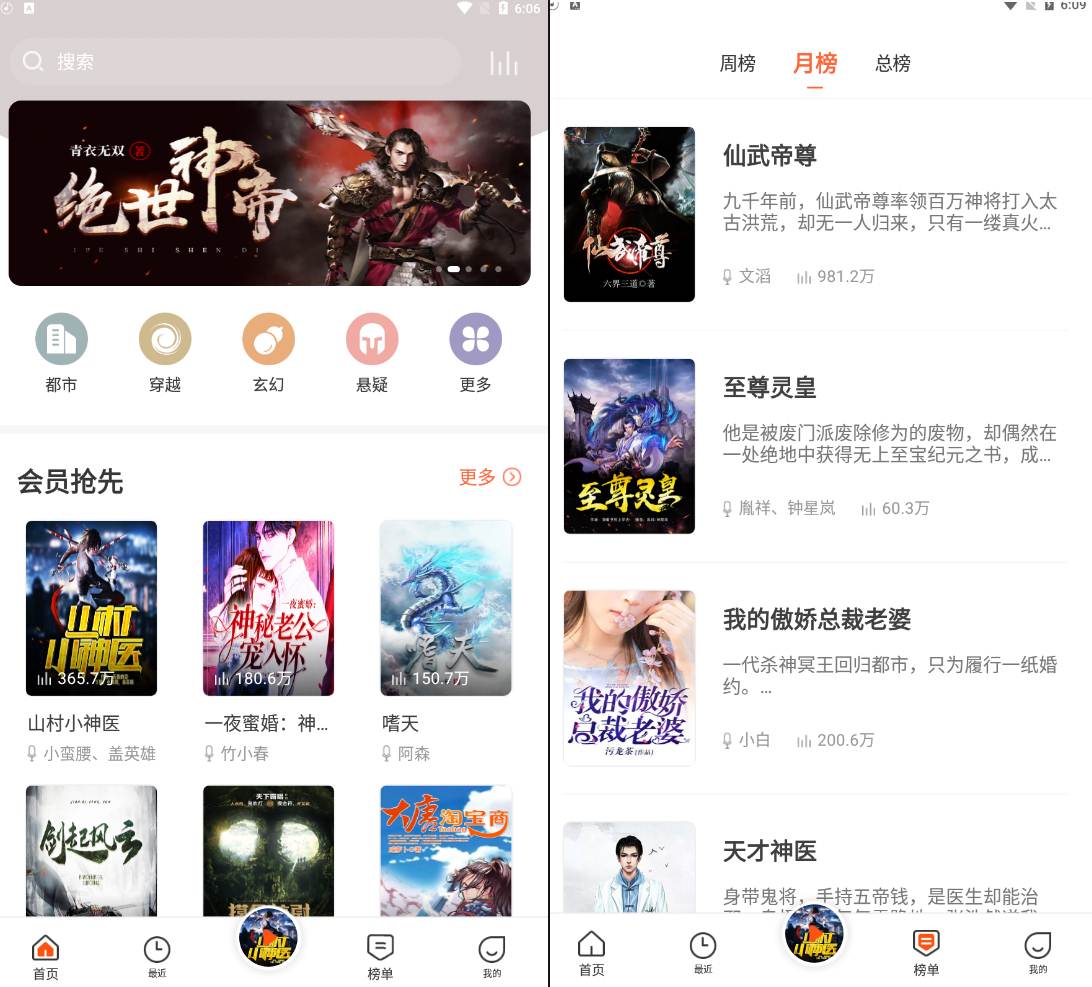 6:06
搜索
青衣无双 著
绝世神帝
JUE SHI SHEN DI
都市
穿越
玄幻
悬疑
更多
会员抢先
更多
山村
小神医
365.7万
一夜蜜婚:
神秘老公
宠入怀
180.6万
嗜天
150.7万
山村小神医
一夜蜜婚：神...
嗜天
小蛮腰、盖英雄
竹小春
阿森
剑起风云
天下霸唱
大唐
淘宝商
首页
最近
榜单
我的
6:09
周榜
月榜
总榜
仙武帝尊
六界三道◎著
仙武帝尊
九千年前，仙武帝尊率领百万神将打入太
古洪荒，却无一人归来，只有一缕真火...
文滔
981.2万
至尊灵皇
至尊灵皇
他是被废门派废除修为的废物，却偶然在
一处绝地中获得无上至宝纪元之书，成...
胤祥、钟星岚
60.3万
我的傲娇
总裁老婆
污龙茶[作品]
我的傲娇总裁老婆
一代杀神冥王回归都市，只为履行一纸婚
约。...
小白
200.6万
天才神医
身带鬼将，手持五帝钱，是医生却能治
首页
最近
山村
小神医
榜单
我的